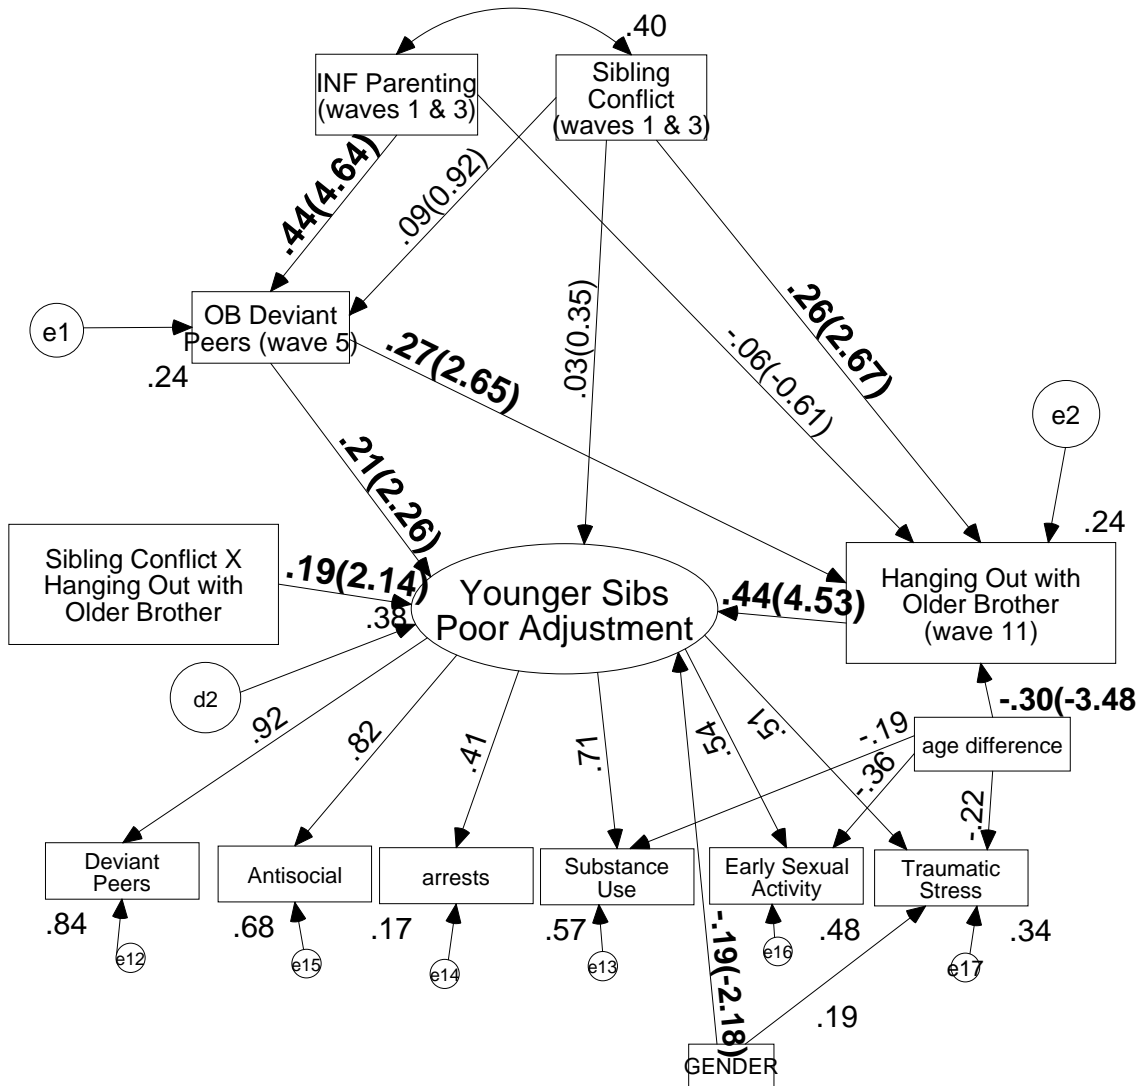 .40
INF Parenting
(waves 1 & 3)
Sibling
Conflict
(waves 1 & 3)
.44(4.64)
.09(0.92)
.03(0.35)
-.06(-0.61)
.26(2.67)
e1
OB Deviant
Peers (wave 5)
.24
.27(2.65)
e2
.24
.21(2.26)
Sibling Conflict X
Hanging Out with
Older Brother
.19(2.14)
.38
Younger Sibs
Poor Adjustment
.44(4.53)
Hanging Out with
Older Brother
(wave 11)
d2
-.30(-3.48
age difference
.92
.82
.41
.71
.54
.51
-.19
-.36
-.22
Deviant
Peers
Antisocial
arrests
Substance
Use
Early Sexual
Activity
Traumatic
Stress
.84
.68
.17
.57
.48
.34
e12
e15
e14
e13
e16
e17
-.19(-2.18)
.19
GENDER